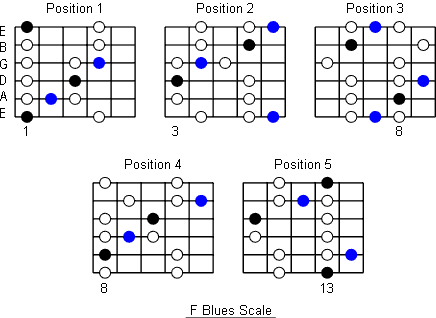 Position 1 Position 2 Position 3
E
B
G
D
A
E
1 3 8
Position 4 Position 5
8 13
F Blues Scale